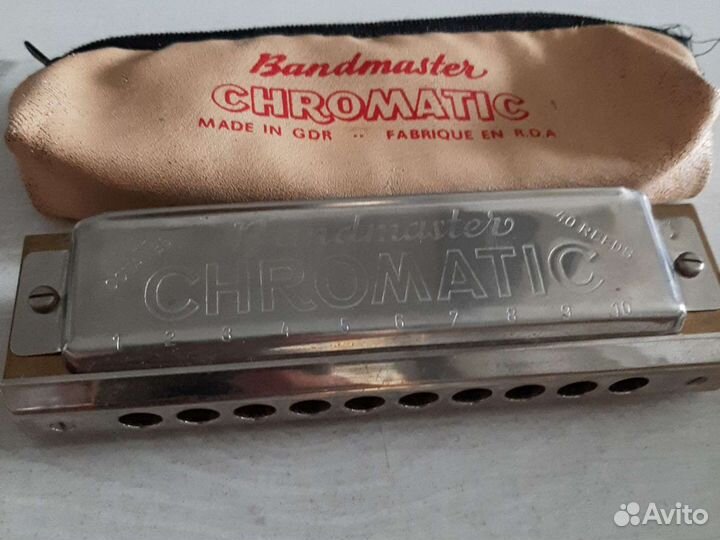 Bandmaster
CHROMATIC
MADE IN GDR .. FABRIQUE EN R.D.A
Bandmaster
40 REEDS
CHROMATIC
1 2 3 4 5 6 7 8 9 10
Avito